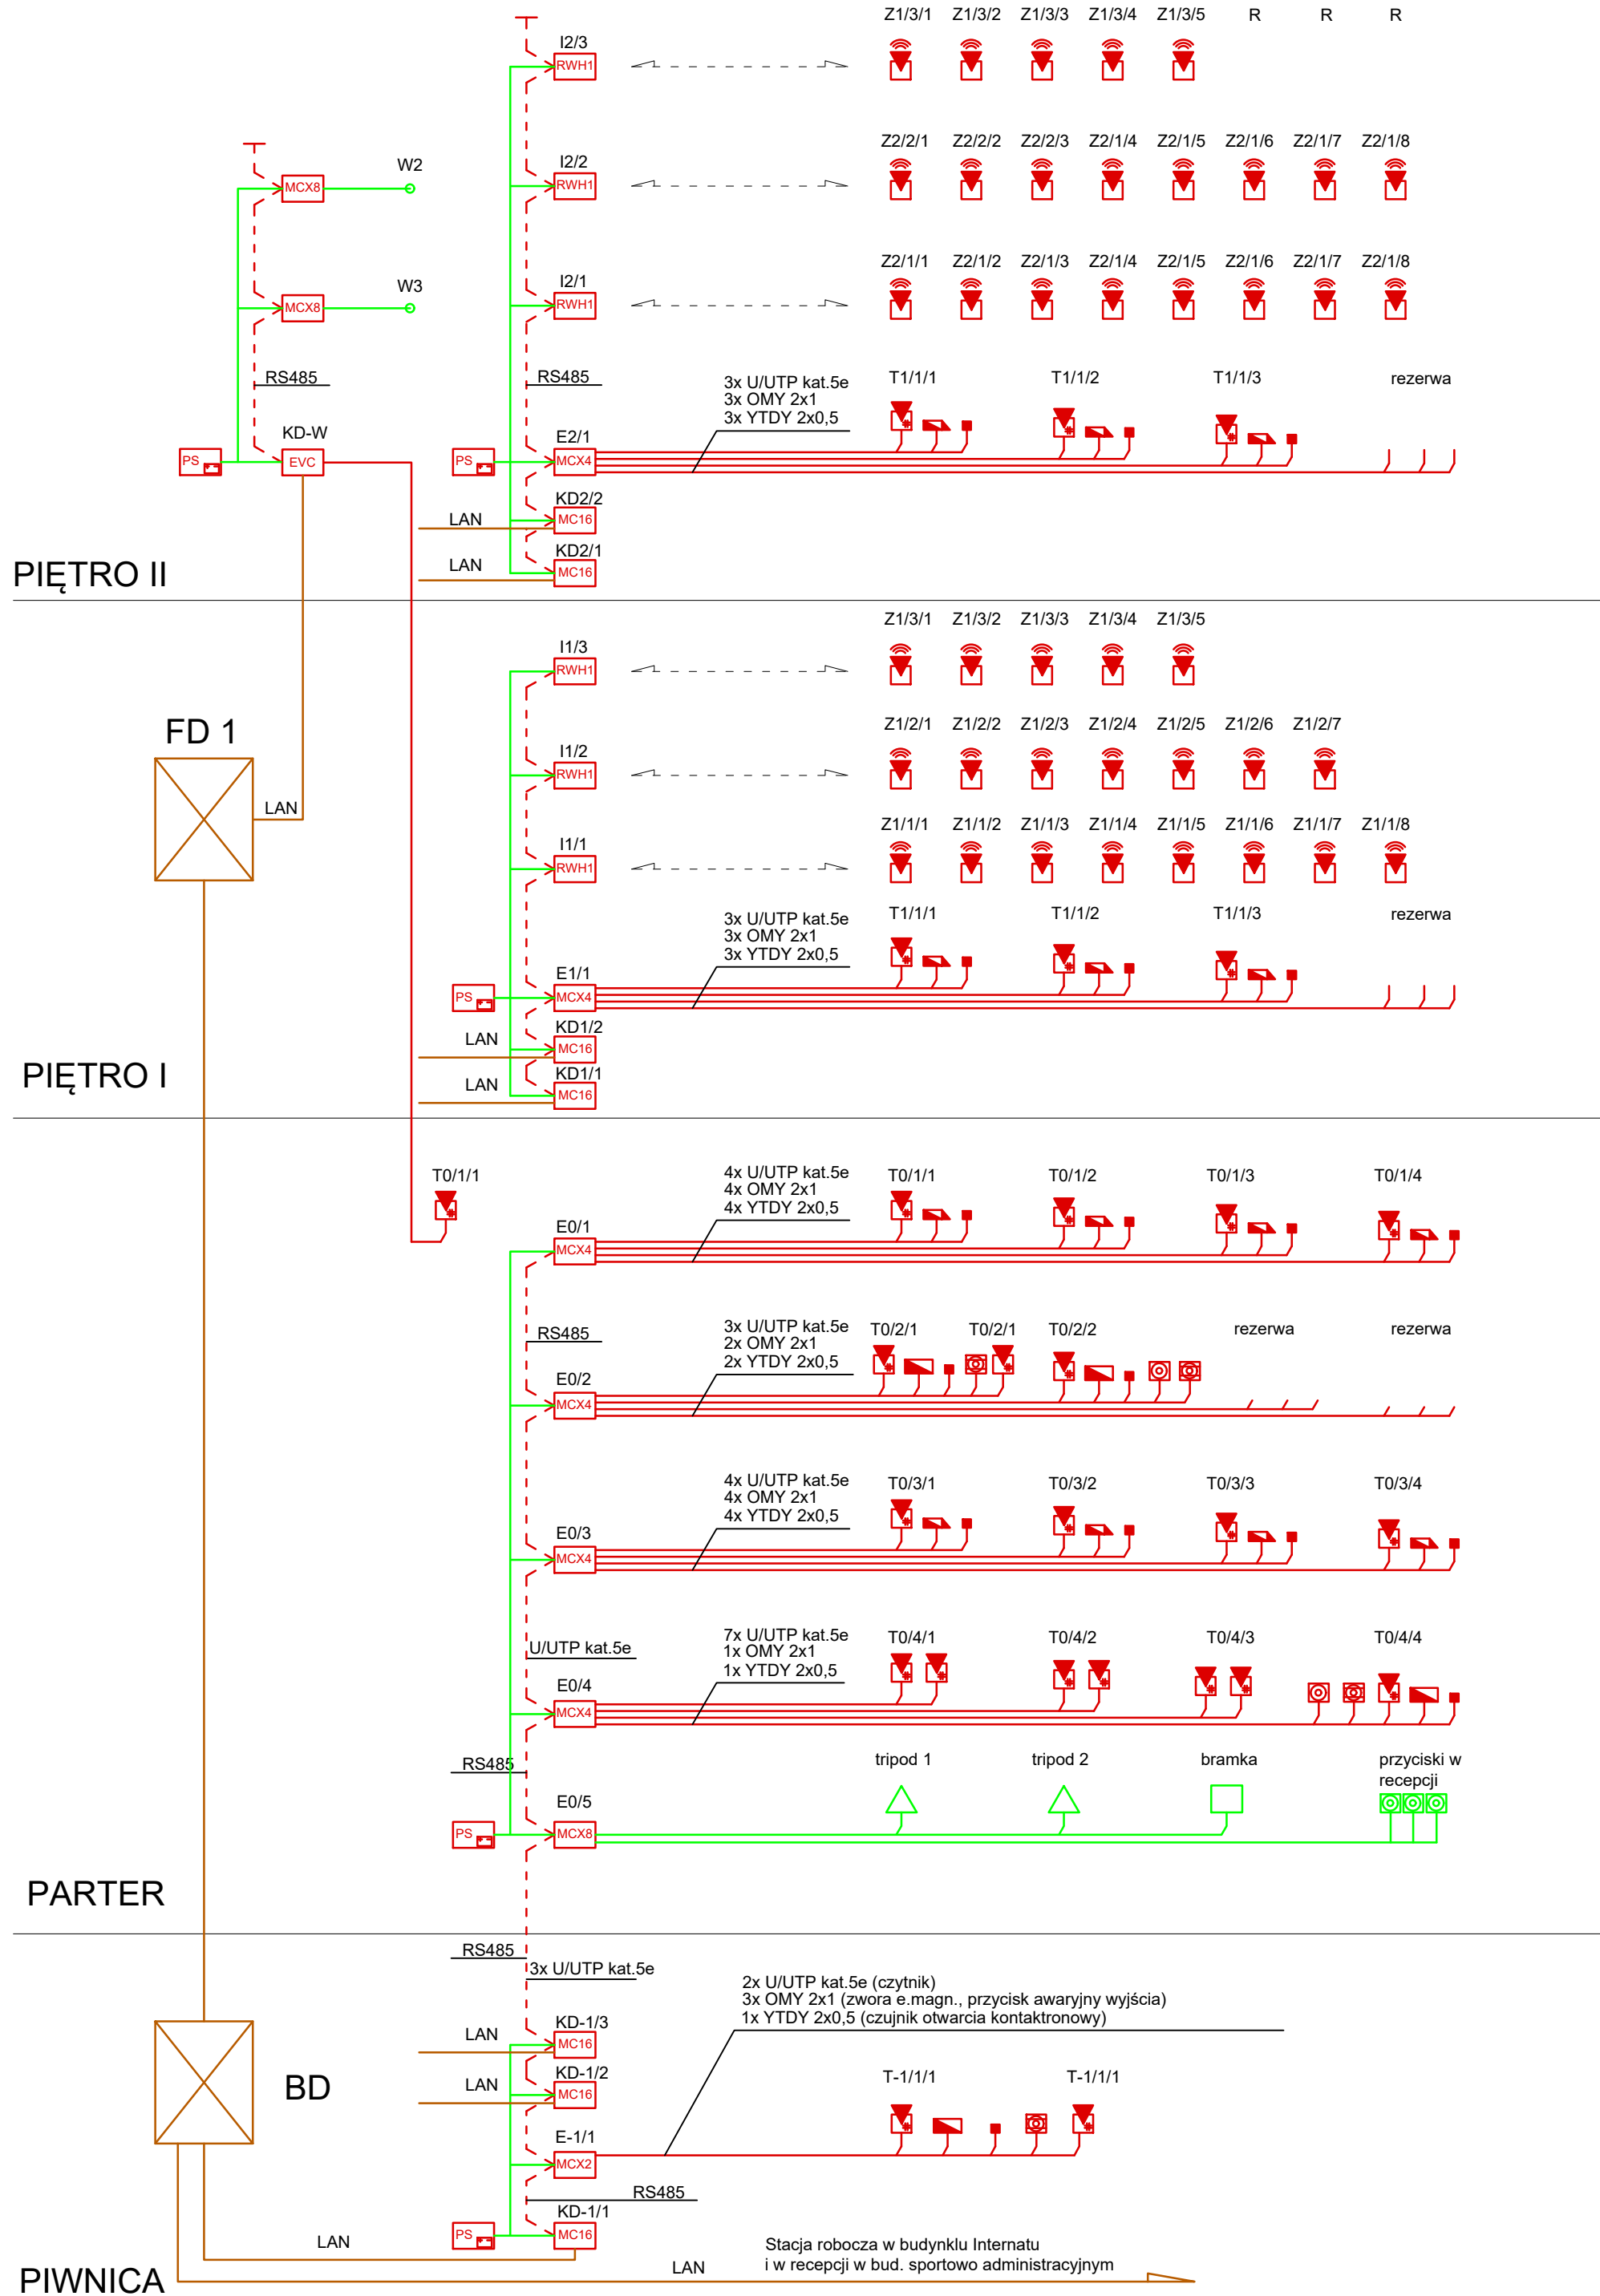 Z1/3/1 Z1/3/2 Z1/3/3 Z1/3/4 Z1/3/5 R R R
I2/3
RWH1
Z2/2/1 Z2/2/2 Z2/2/3 Z2/1/4 Z2/1/5 Z2/1/6 Z2/1/7 Z2/1/8
W2
I2/2
MCX8
RWH1
Z2/1/1 Z2/1/2 Z2/1/3 Z2/1/4 Z2/1/5 Z2/1/6 Z2/1/7 Z2/1/8
W3
I2/1
MCX8
RWH1
RS485
RS485
3x U/UTP kat.5e
3x OMY 2x1
3x YTDY 2x0,5
T1/1/1 T1/1/2 T1/1/3 rezerwa
KD-W
E2/1
PS
EVC
PS
MCX4
KD2/2
LAN
MC16
KD2/1
LAN
MC16
PIĘTRO II
Z1/3/1 Z1/3/2 Z1/3/3 Z1/3/4 Z1/3/5
I1/3
RWH1
FD 1
Z1/2/1 Z1/2/2 Z1/2/3 Z1/2/4 Z1/2/5 Z1/2/6 Z1/2/7
I1/2
RWH1
LAN
Z1/1/1 Z1/1/2 Z1/1/3 Z1/1/4 Z1/1/5 Z1/1/6 Z1/1/7 Z1/1/8
I1/1
RWH1
3x U/UTP kat.5e
3x OMY 2x1
3x YTDY 2x0,5
T1/1/1 T1/1/2 T1/1/3 rezerwa
E1/1
PS
MCX4
KD1/2
LAN
MC16
KD1/1
LAN
MC16
PIĘTRO I
T0/1/1
4x U/UTP kat.5e
4x OMY 2x1
4x YTDY 2x0,5
T0/1/1 T0/1/2 T0/1/3 T0/1/4
E0/1
MCX4
RS485
3x U/UTP kat.5e
2x OMY 2x1
2x YTDY 2x0,5
T0/2/1 T0/2/1 T0/2/2 rezerwa rezerwa
E0/2
MCX4
4x U/UTP kat.5e
4x OMY 2x1
4x YTDY 2x0,5
T0/3/1 T0/3/2 T0/3/3 T0/3/4
E0/3
MCX4
U/UTP kat.5e
7x U/UTP kat.5e
1x OMY 2x1
1x YTDY 2x0,5
T0/4/1 T0/4/2 T0/4/3 T0/4/4
E0/4
MCX4
RS485
tripod 1 tripod 2 bramka przyciski w
recepcji
E0/5
PS
MCX8
PARTER
RS485
3x U/UTP kat.5e
2x U/UTP kat.5e (czytnik)
3x OMY 2x1 (zwora e.magn., przycisk awaryjny wyjścia)
1x YTDY 2x0,5 (czujnik otwarcia kontaktronowy)
KD-1/3
LAN
MC16
KD-1/2
LAN
MC16
BD
T-1/1/1 T-1/1/1
E-1/1
MCX2
RS485
KD-1/1
PS
MC16
LAN
Stacja robocza w budynklu Internatu
i w recepcji w bud. sportowo administracyjnym
LAN
PIWNICA